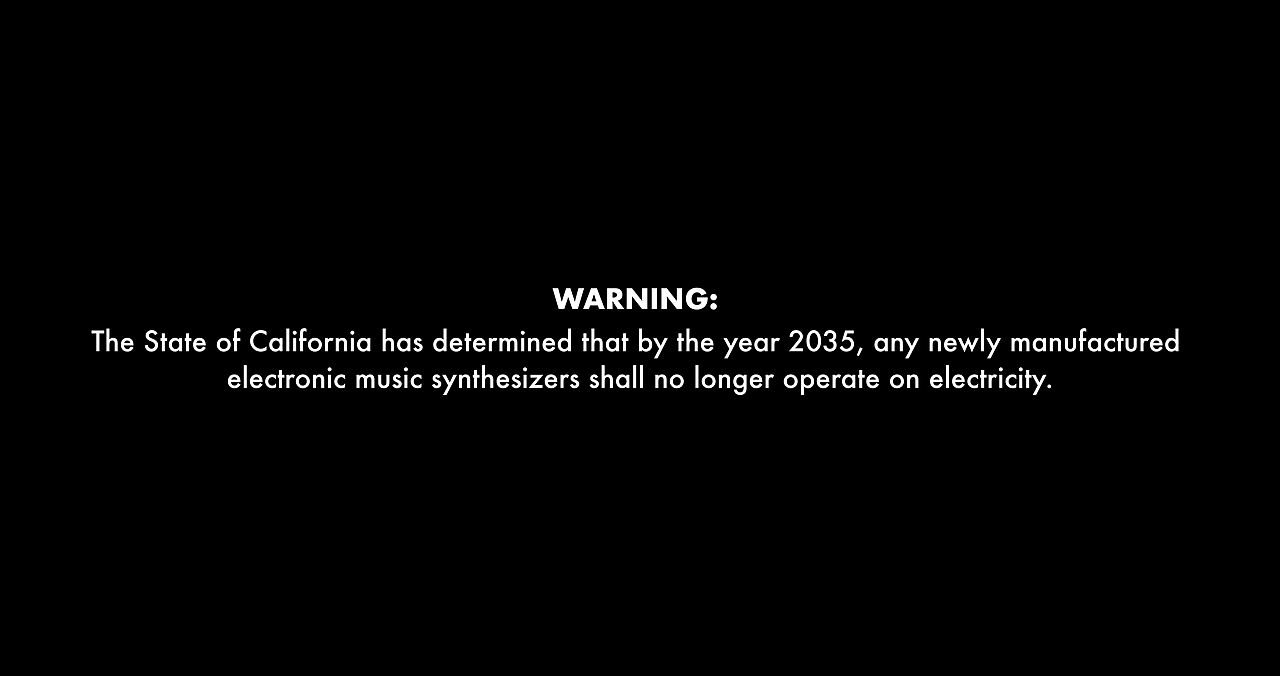 WARNING:
The State of California has determined that by the year 2035, any newly manufactured
electronic music synthesizers shall no longer operate on electricity.